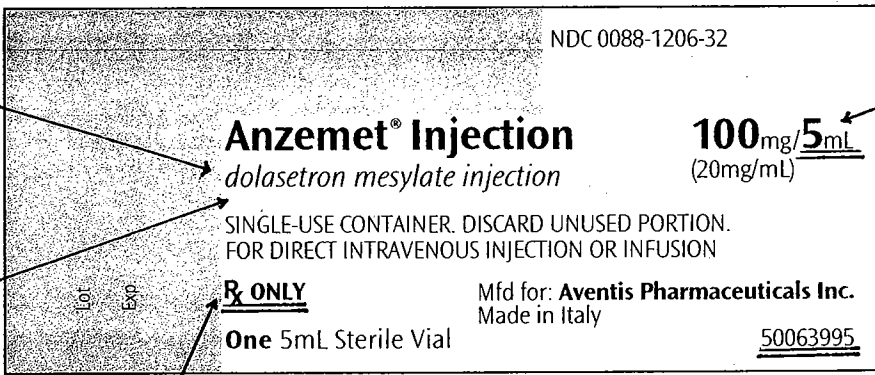 NDC 0088-1206-32
Anzemet® Injection 100mg/5mL
dolasetron mesylate injection (20mg/mL)
SINGLE-USE CONTAINER. DISCARD UNUSED PORTION.
FOR DIRECT INTRAVENOUS INJECTION OR INFUSION
Lot
Exp
℞ ONLY
One 5mL Sterile Vial
Mfd for: Aventis Pharmaceuticals Inc.
Made in Italy
50063995